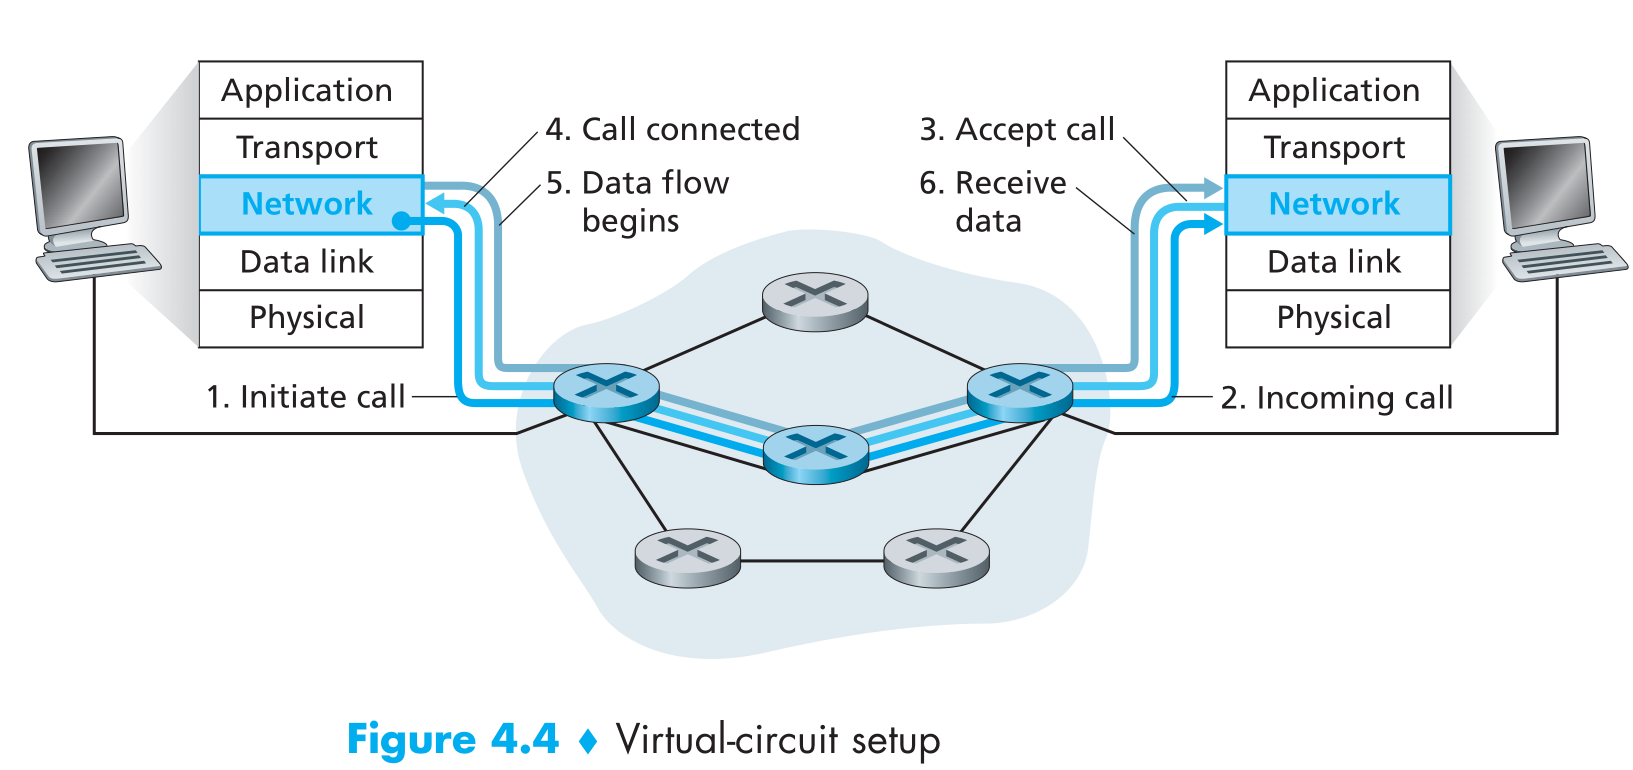 Application
Transport
Network
Data link
Physical
4. Call connected
5. Data flow
begins
1. Initiate call
3. Accept call
6. Receive
data
2. Incoming call
Application
Transport
Network
Data link
Physical
Figure 4.4 ♦ Virtual-circuit setup